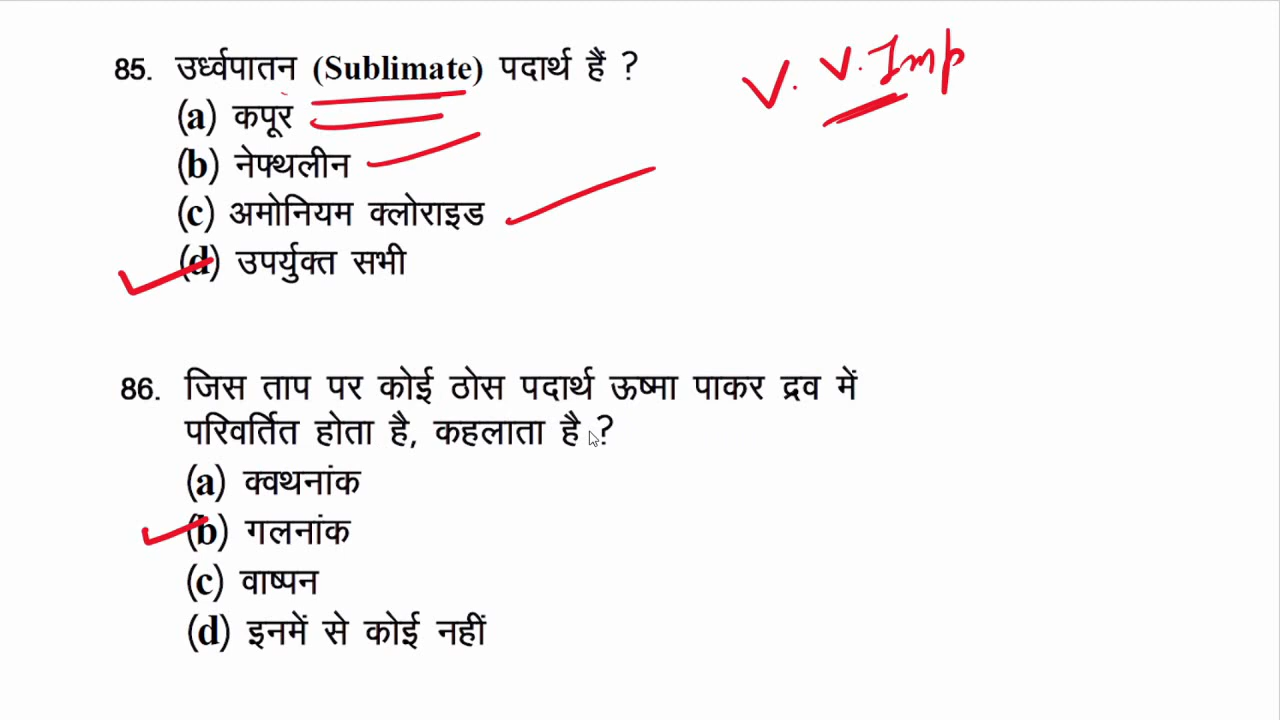 85. उर्ध्वपातन (Sublimate) पदार्थ हैं ?
V. V. Imp
(a) कपूर
(b) नेफ्थलीन
(c) अमोनियम क्लोराइड
(d) उपर्युक्त सभी
86. जिस ताप पर कोई ठोस पदार्थ ऊष्मा पाकर द्रव में
परिवर्तित होता है, कहलाता है ?
(a) क्वथनांक
(b) गलनांक
(c) वाष्पन
(d) इनमें से कोई नहीं